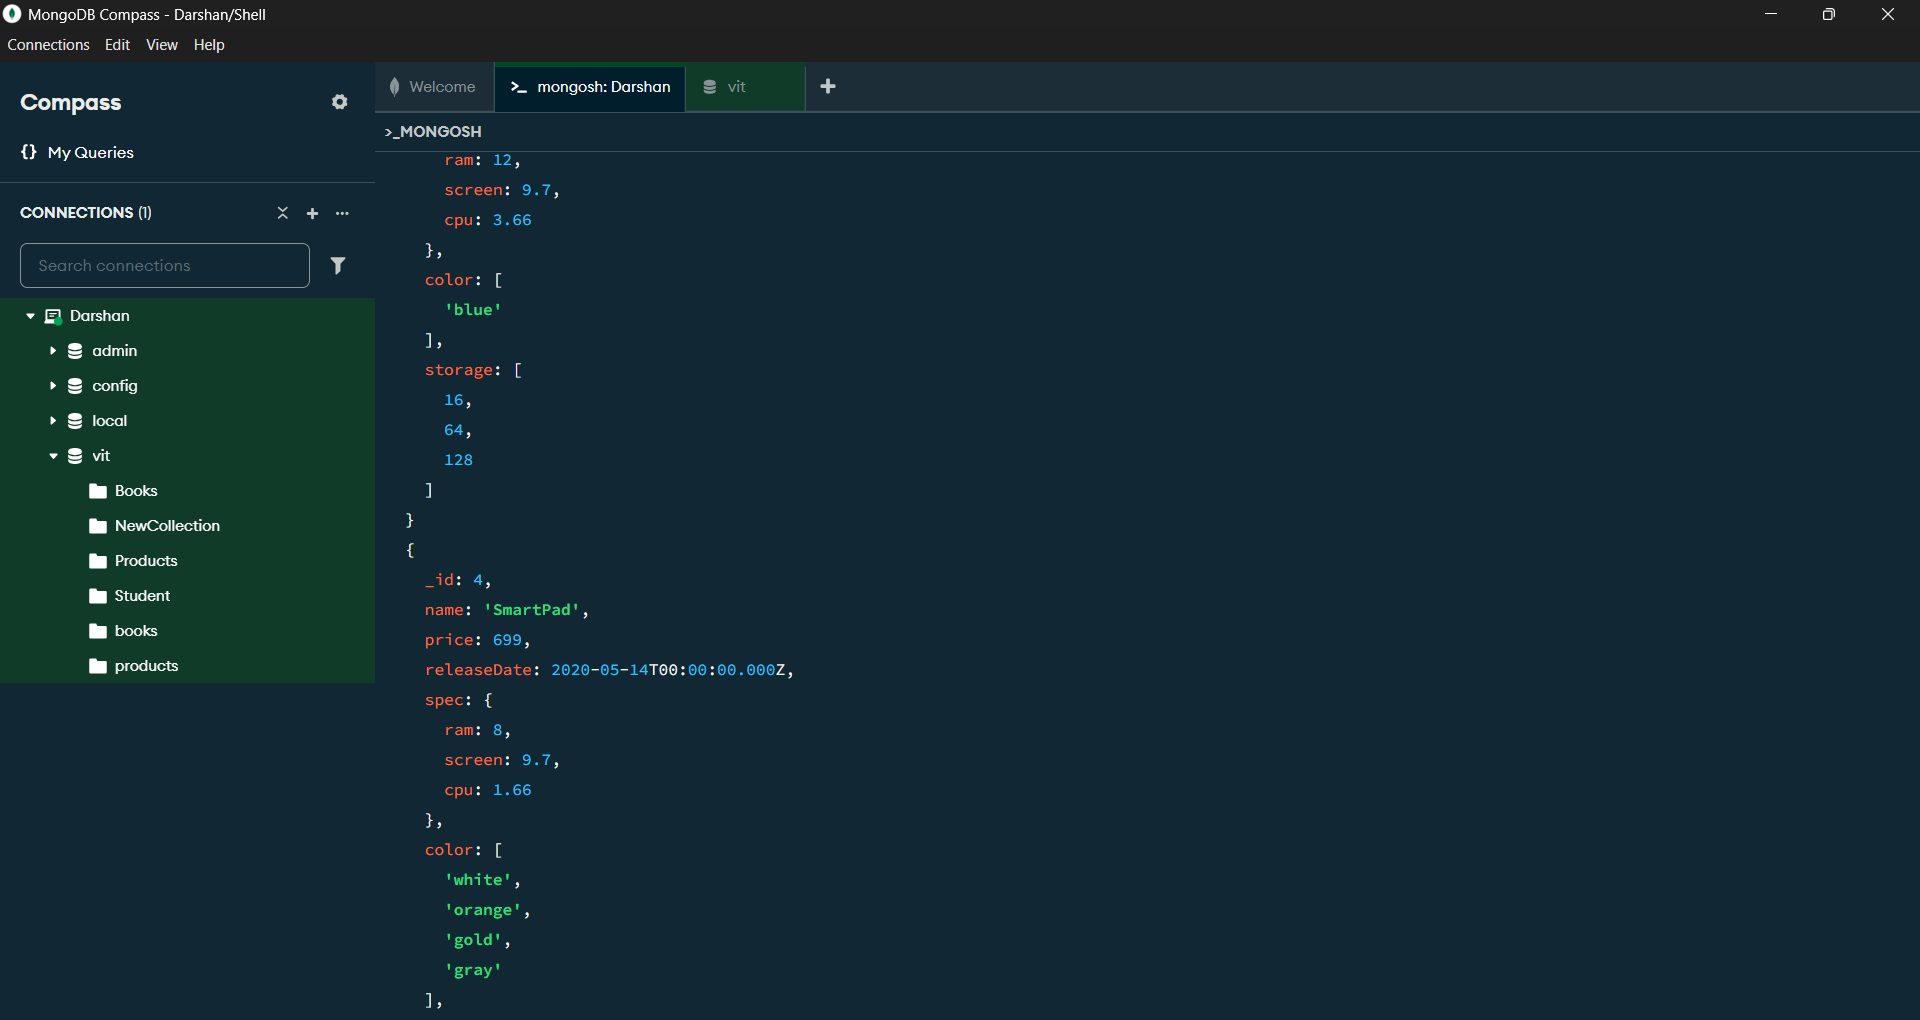 MongoDB Compass - Darshan/Shell
Connections Edit View Help
Compass
{} My Queries
CONNECTIONS (1)
Search connections
Darshan
admin
config
local
vit
Books
NewCollection
Products
Student
books
products
Welcome
>_ mongosh: Darshan
vit
>_MONGOSH
ram: 12,
screen: 9.7,
cpu: 3.66
},
color: [
'blue'
],
storage: [
16,
64,
128
]
}
{
_id: 4,
name: 'SmartPad',
price: 699,
releaseDate: 2020-05-14T00:00:00.000Z,
spec: {
ram: 8,
screen: 9.7,
cpu: 1.66
},
color: [
'white',
'orange',
'gold',
'gray'
],